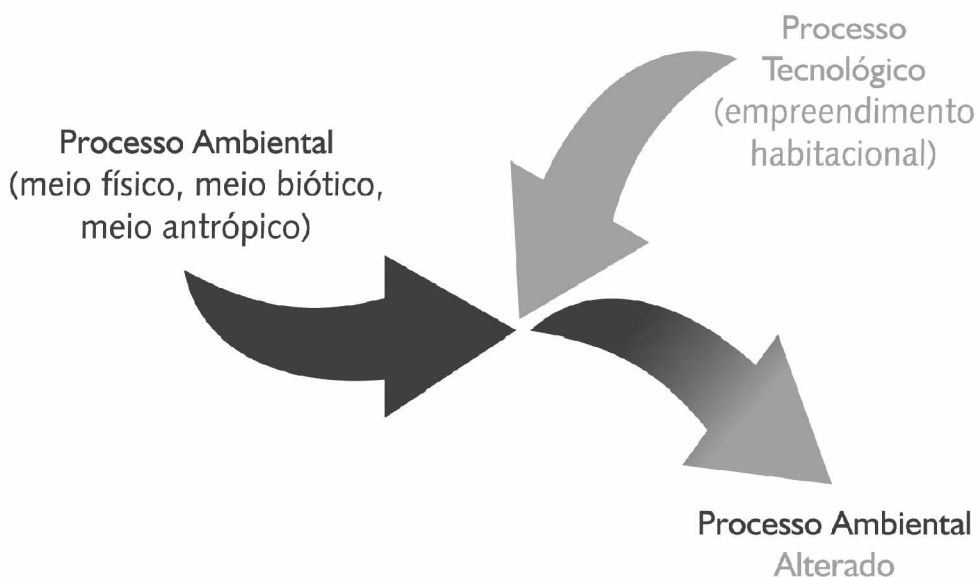 Processo
Tecnológico
(empreendimento
habitacional)
Processo Ambiental
(meio físico, meio biótico,
meio antrópico)
Processo Ambiental
Alterado